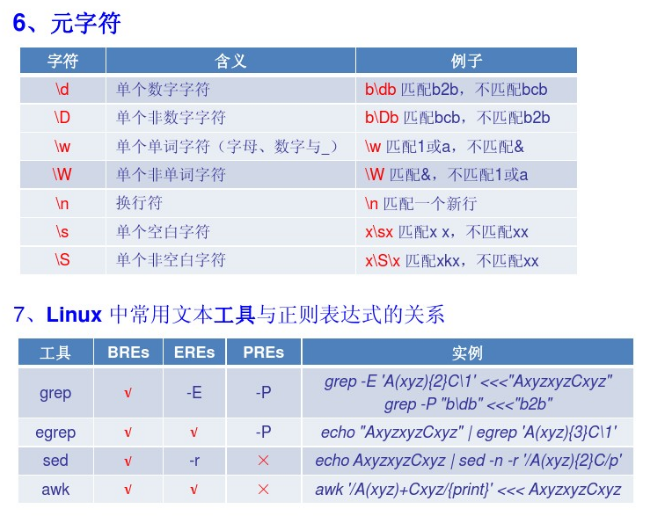 6、元字符
字符 含义 例子
\d 单个数字字符 b\db 匹配b2b，不匹配bcb
\D 单个非数字字符 b\Db 匹配bcb，不匹配b2b
\w 单个单词字符（字母、数字与_） \w 匹配1或a，不匹配&
\W 单个非单词字符 \W 匹配&，不匹配1或a
\n 换行符 \n 匹配一个新行
\s 单个空白字符 x\sx 匹配x x，不匹配xx
\S 单个非空白字符 x\S\x 匹配xkx，不匹配xx
7、Linux 中常用文本工具与正则表达式的关系
工具 BREs EREs PREs 实例
grep √ -E -P grep -E 'A(xyz){2}C\1' <<<"AxyzxyzCxyz"
grep -P "b\db" <<<"b2b"
egrep √ √ -P echo "AxyzxyzCxyz" | egrep 'A(xyz){3}C\1'
sed √ -r × echo AxyzxyzCxyz | sed -n -r '/A(xyz){2}C/p'
awk √ √ × awk '/A(xyz)+Cxyz/{print}' <<< AxyzxyzCxyz